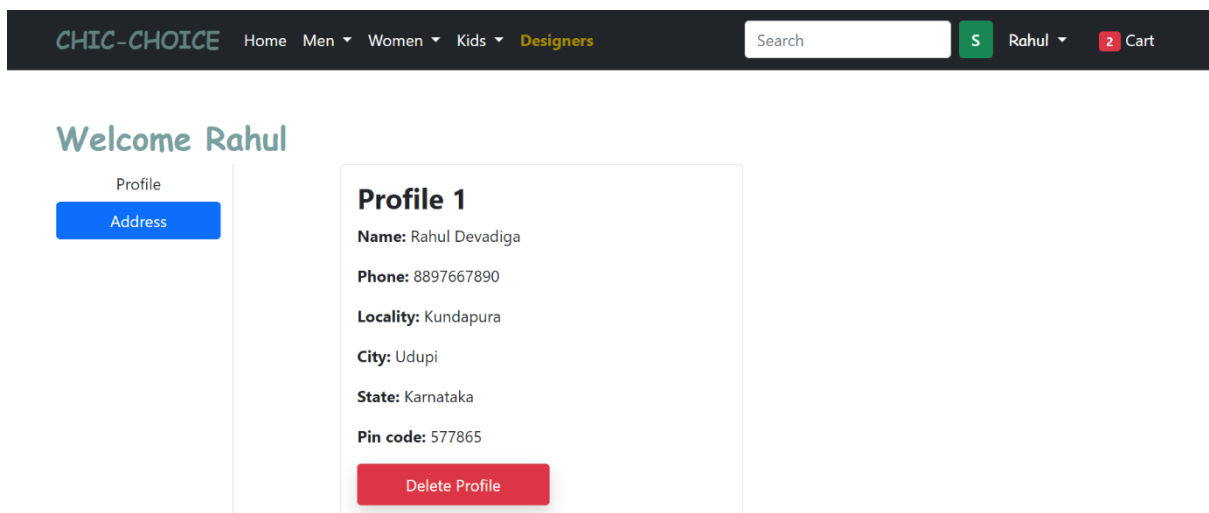 CHIC-CHOICE Home Men Women Kids Designers Search S Rahul 2 Cart
Welcome Rahul
Profile
Address
Profile 1
Name: Rahul Devadiga
Phone: 8897667890
Locality: Kundapura
City: Udupi
State: Karnataka
Pin code: 577865
Delete Profile